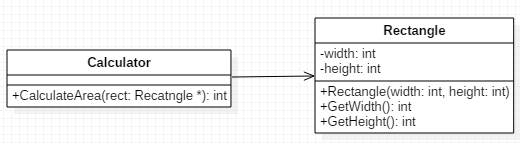 Calculator
+CalculateArea(rect: Recatngle *): int
Rectangle
-width: int
-height: int
+Rectangle(width: int, height: int)
+GetWidth(): int
+GetHeight(): int